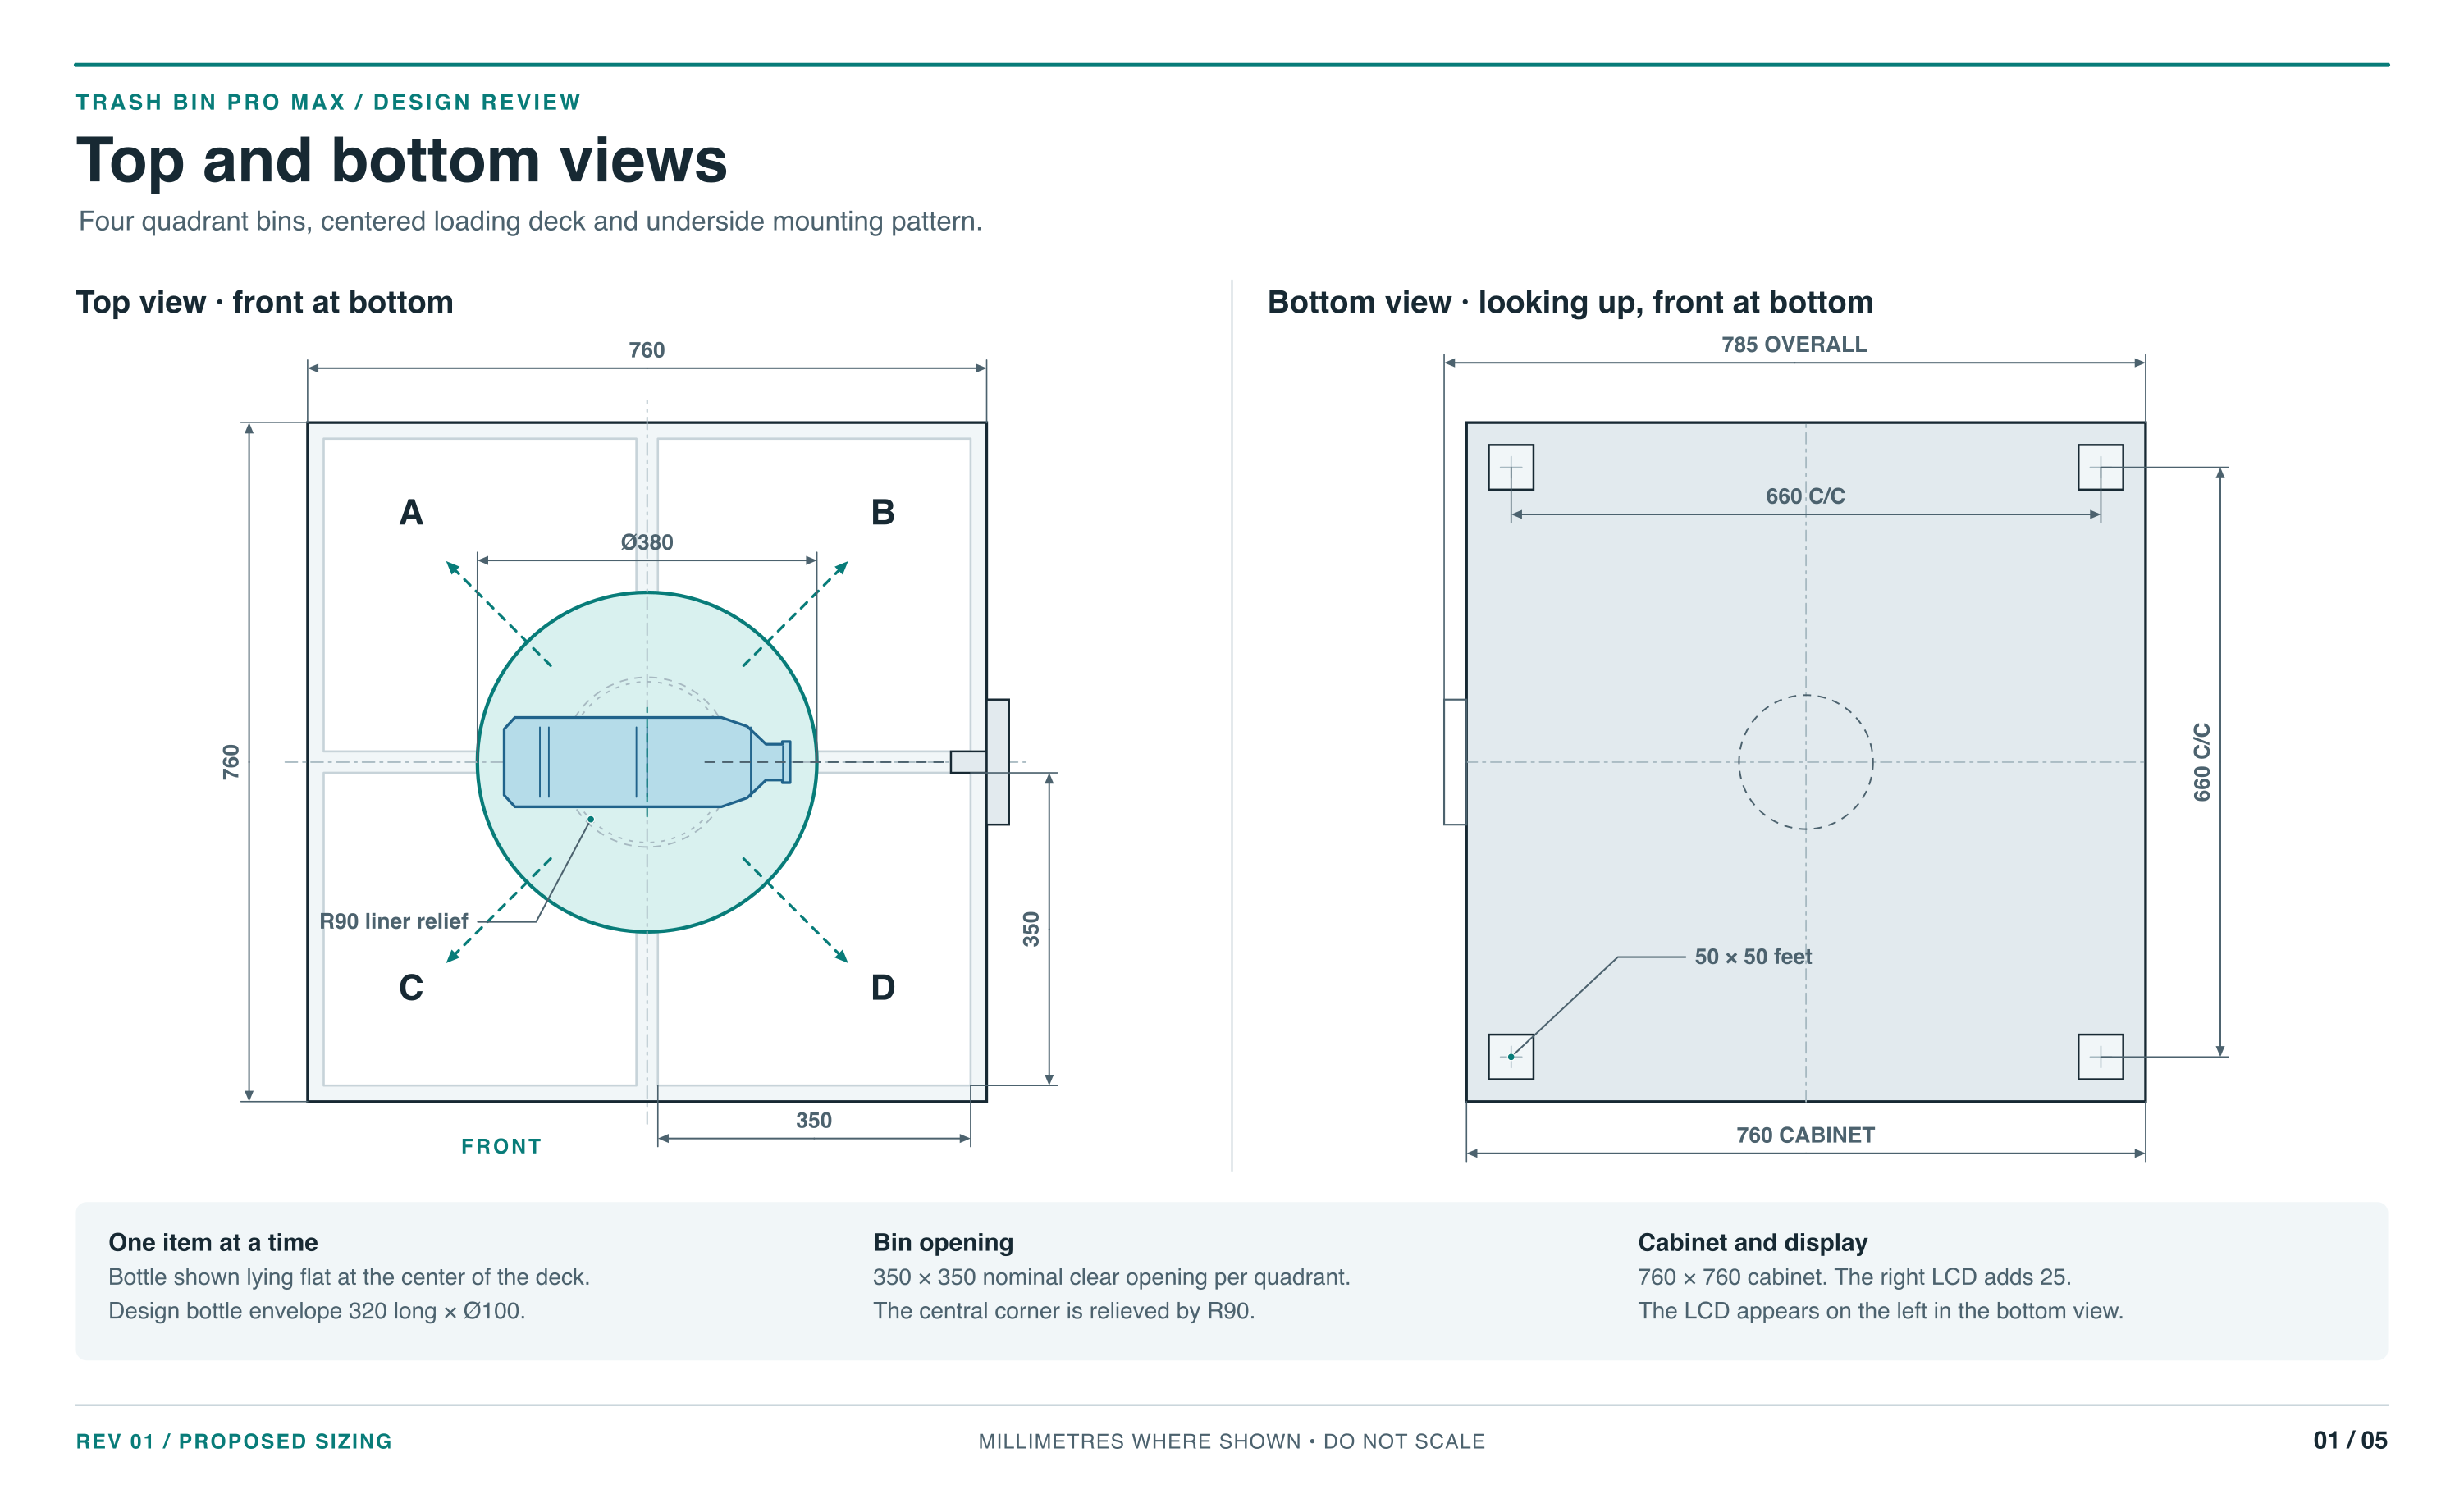 TRASH BIN PRO MAX / DESIGN REVIEW
Top and bottom views
Four quadrant bins, centered loading deck and underside mounting pattern.
Top view · front at bottom
760
A
B
Ø380
760
R90 liner relief
350
C
D
350
FRONT
Bottom view · looking up, front at bottom
785 OVERALL
660 C/C
660 C/C
50 × 50 feet
760 CABINET
One item at a time
Bottle shown lying flat at the center of the deck.
Design bottle envelope 320 long × Ø100.
Bin opening
350 × 350 nominal clear opening per quadrant.
The central corner is relieved by R90.
Cabinet and display
760 × 760 cabinet. The right LCD adds 25.
The LCD appears on the left in the bottom view.
REV 01 / PROPOSED SIZING
MILLIMETRES WHERE SHOWN • DO NOT SCALE
01 / 05